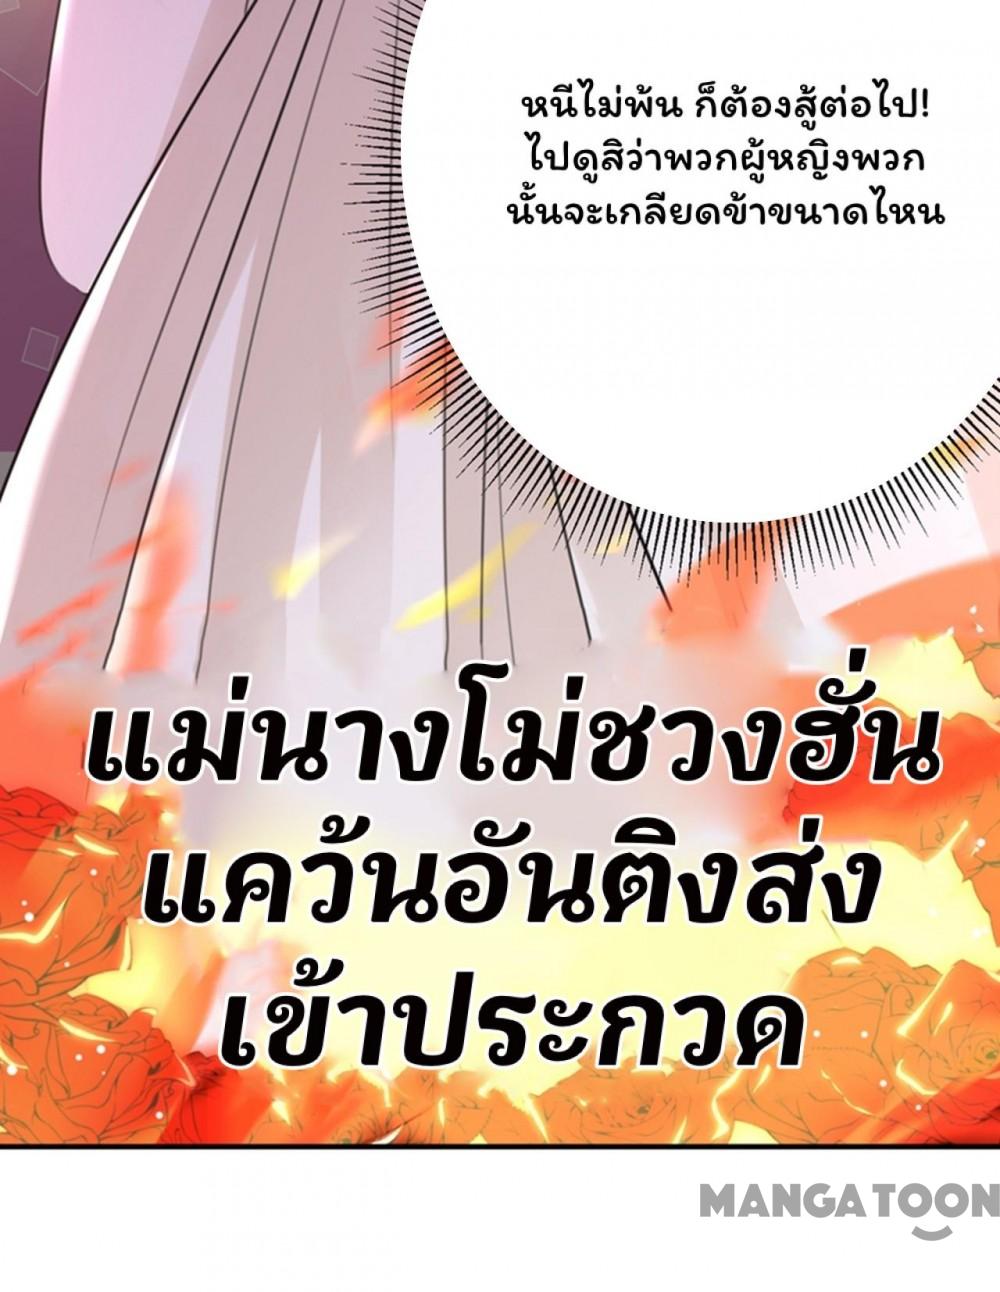 หนีไม่พ้น ก็ต้องสู้ต่อไป!
ไปดูสิว่าพวกผู้หญิงพวก
นั้นจะเกลียดข้าขนาดไหน
แม่นางโม่ชวงฮั่น
แคว้นอันติงส่ง
เข้าประกวด
MANGATOON